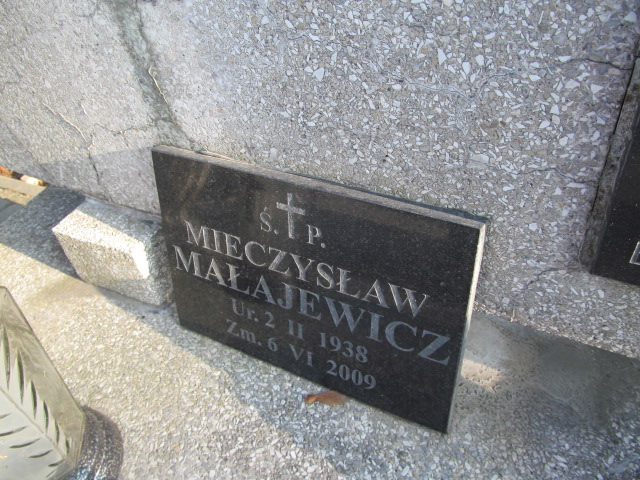 Ś. P.
MIECZYSŁAW
MAŁAJEWICZ
Ur. 2 II 1938
Zm. 6 VI 2009